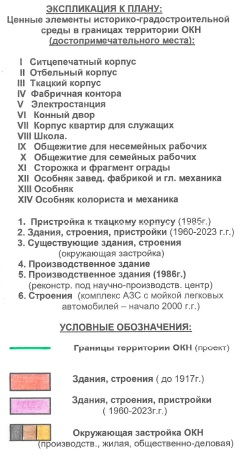 ЭКСПЛИКАЦИЯ К ПЛАНУ:
Ценные элементы историко-градостроительной
среды в границах территории ОКН
(достопримечательного места):
I Ситцепечатный корпус
II Отбельный корпус
III Ткацкий корпус
IV Фабричная контора
V Электростанция
VI Конный двор
VII Корпус квартир для служащих
VIII Школа.
IX Общежитие для несемейных рабочих
X Общежитие для семейных рабочих
XI Сторожка и фрагмент ограды
XII Особняк завед. фабрикой и гл. механика
XIII Особняк
XIV Особняк колориста и механика
1. Пристройка к ткацкому корпусу (1985г.)
2. Здания, строения, пристройки (1960-2023 г.г.)
3. Существующие здания, строения
(окружающая застройка)
4. Производственное здание
5. Производственное здание (1986г.)
(реконстр. под научно-производств. центр)
6. Строения (комплекс АЗС с мойкой легковых
автомобилей – начало 2000 г.г.)
УСЛОВНЫЕ ОБОЗНАЧЕНИЯ:
Границы территории ОКН (проект)
Здания, строения ( до 1917г.)
Здания, строения, пристройки
( 1960-2023г.г.)
Окружающая застройка ОКН
(производств., жилая, общественно-деловая)